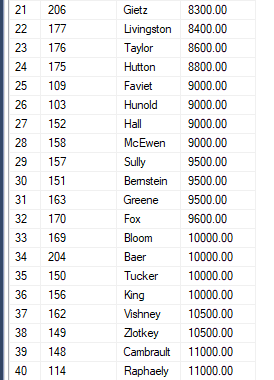 21 206 Gietz 8300.00
22 177 Livingston 8400.00
23 176 Taylor 8600.00
24 175 Hutton 8800.00
25 109 Faviet 9000.00
26 103 Hunold 9000.00
27 152 Hall 9000.00
28 158 McEwen 9000.00
29 157 Sully 9500.00
30 151 Bernstein 9500.00
31 163 Greene 9500.00
32 170 Fox 9600.00
33 169 Bloom 10000.00
34 204 Baer 10000.00
35 150 Tucker 10000.00
36 156 King 10000.00
37 162 Vishney 10500.00
38 149 Zlotkey 10500.00
39 148 Cambrault 11000.00
40 114 Raphaely 11000.00